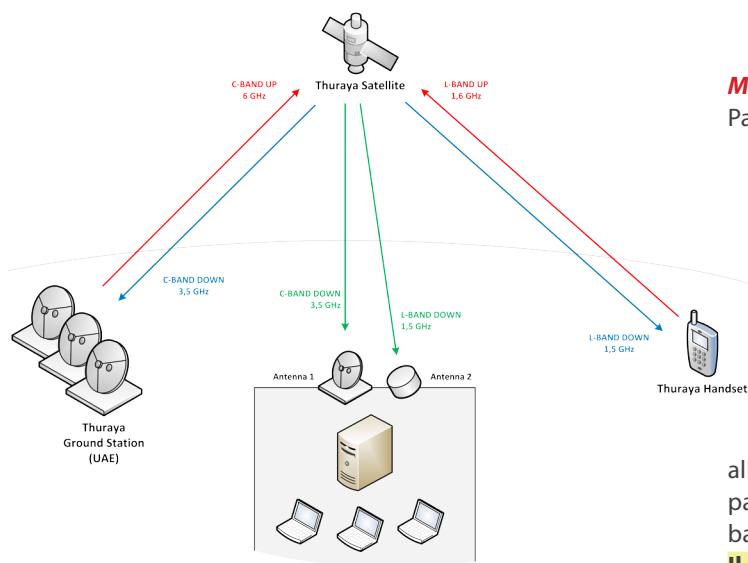 Thuraya Satellite
C-BAND UP
6 GHz
L-BAND UP
1,6 GHz
C-BAND DOWN
3,5 GHz
C-BAND DOWN
3,5 GHz
L-BAND DOWN
1,5 GHz
L-BAND DOWN
1,5 GHz
Antenna 1
Antenna 2
Thuraya Handset
Thuraya
Ground Station
(UAE)
M
Pa
all
pa
ba